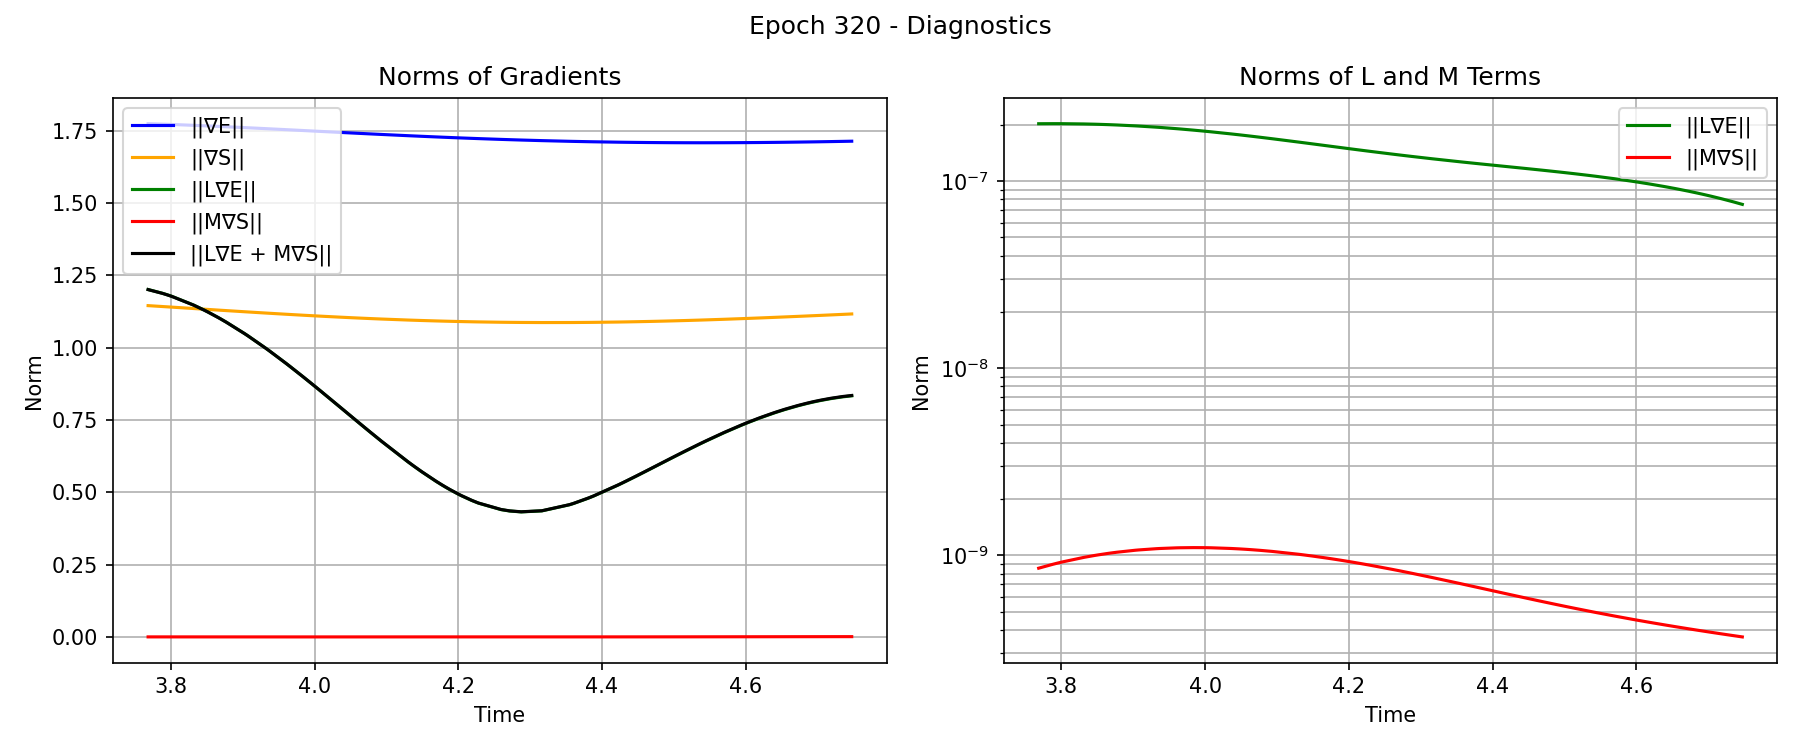 Epoch 320 - Diagnostics
Norms of Gradients
||∇E||
||∇S||
||L∇E||
||M∇S||
||L∇E + M∇S||
1.75
1.50
1.25
1.00
0.75
0.50
0.25
0.00
Norm
3.8 4.0 4.2 4.4 4.6
Time
Norms of L and M Terms
||L∇E||
||M∇S||
10⁻⁷
10⁻⁸
10⁻⁹
Norm
3.8 4.0 4.2 4.4 4.6
Time